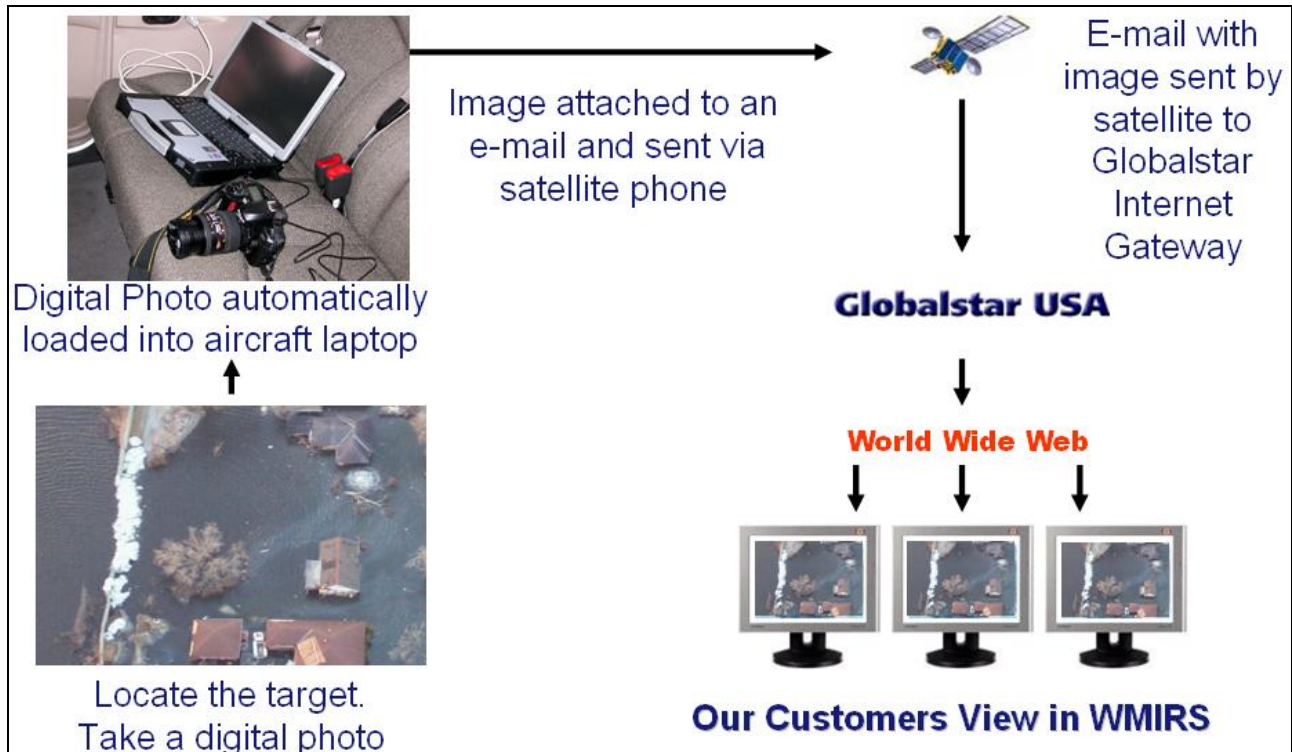 Image attached to an
e-mail and sent via
satellite phone
E-mail with
image sent by
satellite to
Globalstar
Internet
Gateway
Digital Photo automatically
loaded into aircraft laptop
Globalstar USA
World Wide Web
Locate the target.
Take a digital photo
Our Customers View in WMIRS